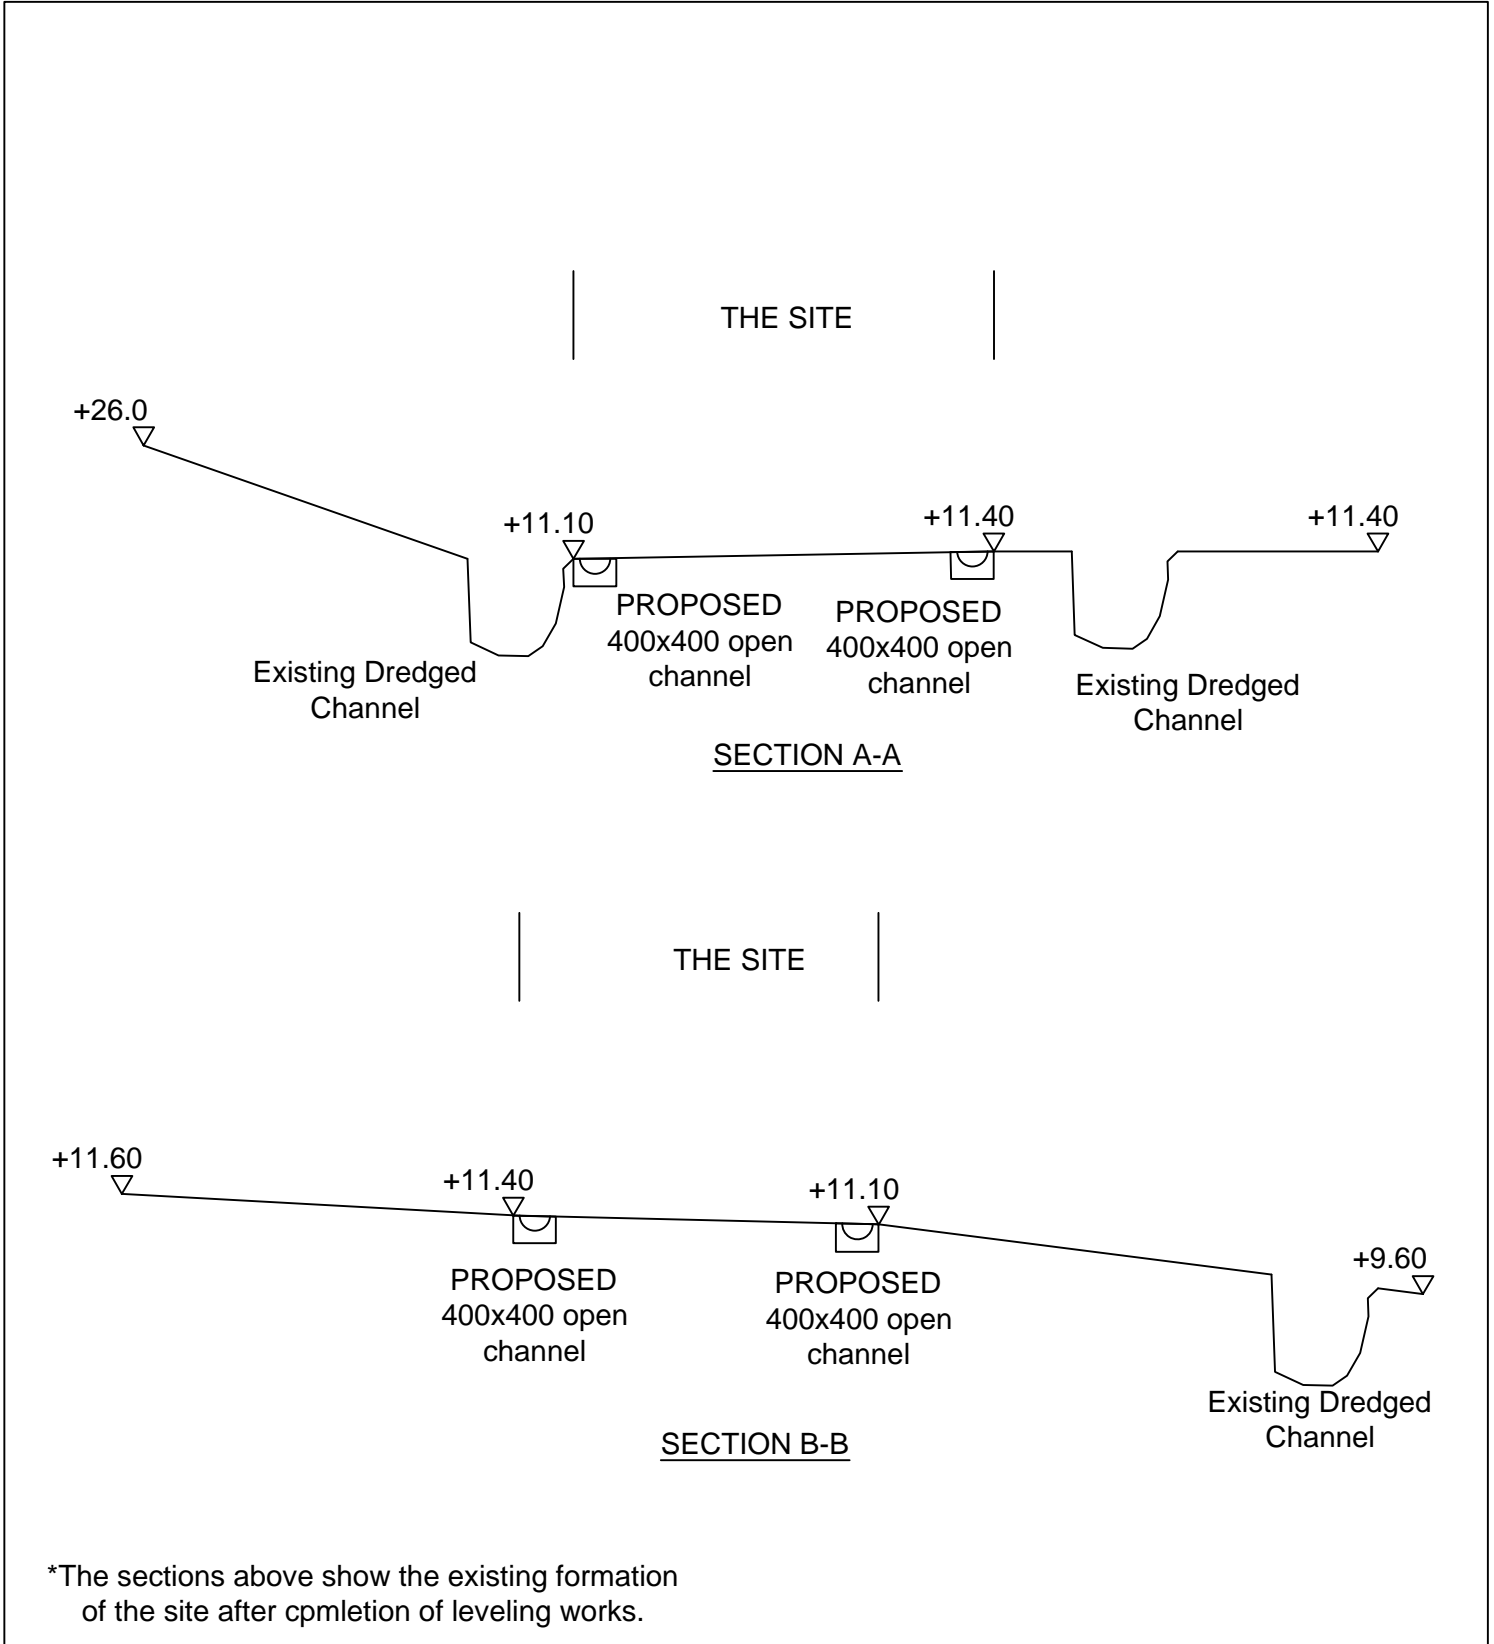 THE SITE
+26.0
+11.10
+11.40
+11.40
PROPOSED
400x400 open
channel
PROPOSED
400x400 open
channel
Existing Dredged
Channel
Existing Dredged
Channel
SECTION A-A
THE SITE
+11.60
+11.40
+11.10
+9.60
PROPOSED
400x400 open
channel
PROPOSED
400x400 open
channel
Existing Dredged
Channel
SECTION B-B
*The sections above show the existing formation
of the site after cpmletion of leveling works.